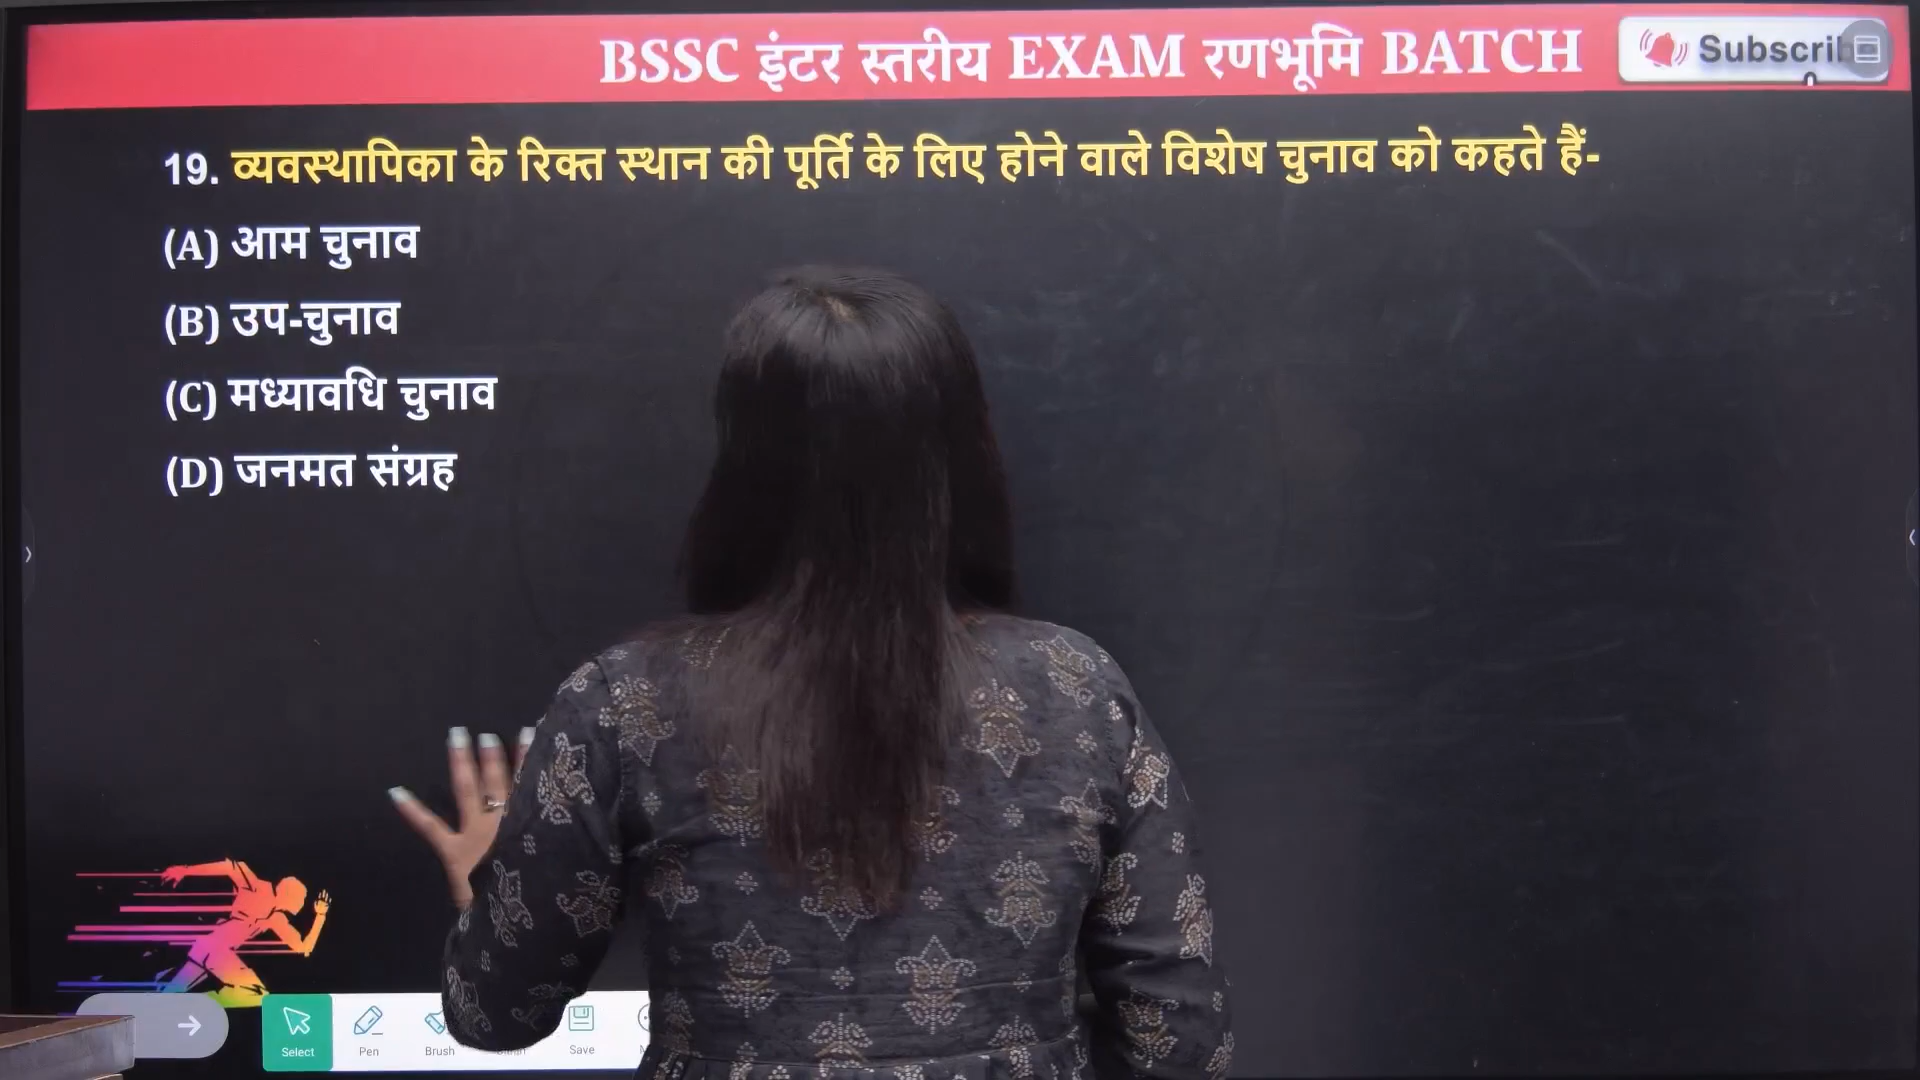 BSSC इंटर स्तरीय EXAM रणभूमि BATCH
Subscrib
19. व्यवस्थापिका के रिक्त स्थान की पूर्ति के लिए होने वाले विशेष चुनाव को कहते हैं-
(A) आम चुनाव
(B) उप-चुनाव
(C) मध्यावधि चुनाव
(D) जनमत संग्रह
Select Pen Brush Save